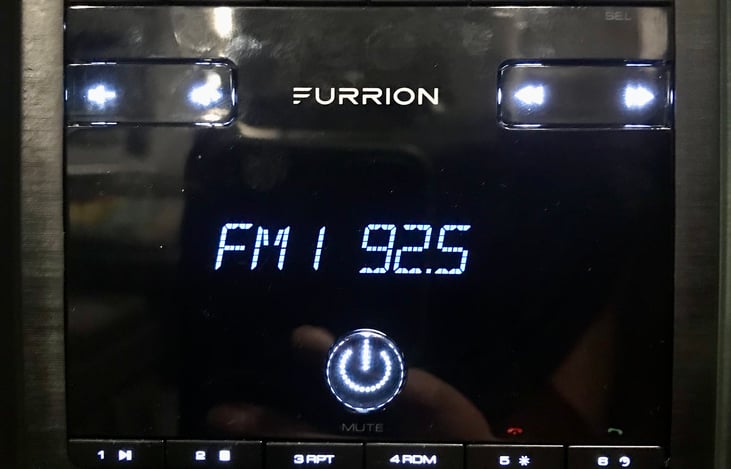 SEL
FURRION
FM1 92.5
MUTE
1 2 3 RPT 4 RDM 5 6